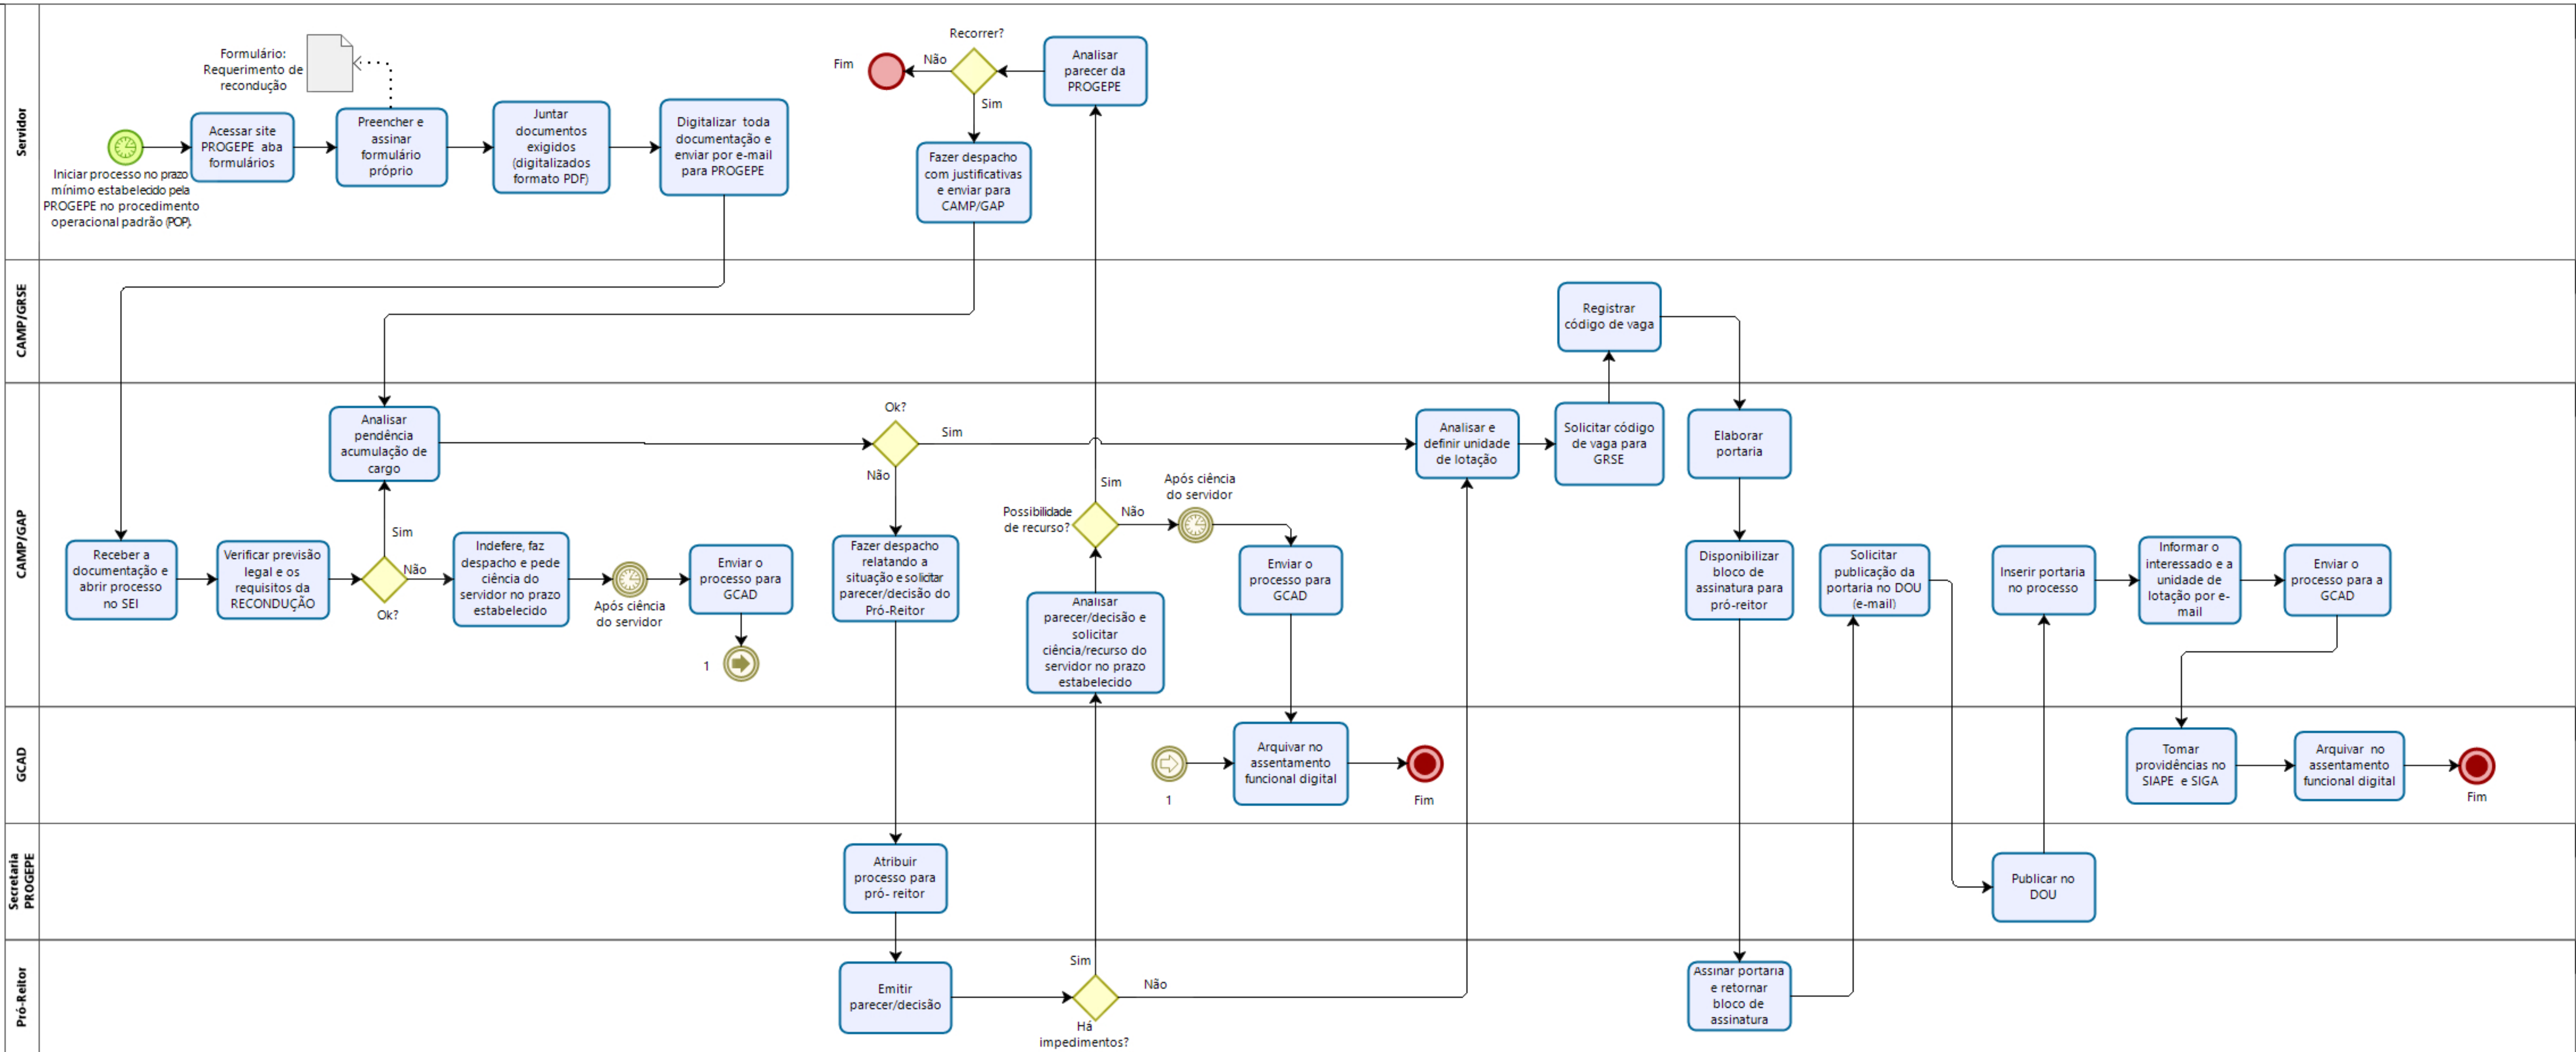 Servidor
Formulário:
Requerimento de
recondução
Iniciar processo no prazo
mínimo estabelecido pela
PROGEPE no procedimento
operacional padrão (POP).
Acessar site
PROGEPE aba
formulários
Preencher e
assinar
formulário
próprio
Juntar
documentos
exigidos
(digitalizados
formato PDF)
Digitalizar toda
documentação e
enviar por e-mail
para PROGEPE
Fim
Não
Recorrer?
Sim
Analisar
parecer da
PROGEPE
Fazer despacho
com justificativas
e enviar para
CAMP/GAP
CAMP/GRSE
Registrar
código de vaga
CAMP/GAP
Receber a
documentação e
abrir processo
no SEI
Verificar previsão
legal e os
requisitos da
RECONDUÇÃO
Ok?
Sim
Não
Analisar
pendência
acumulação de
cargo
Indefere, faz
despacho e pede
ciência do
servidor no prazo
estabelecido
Após ciência
do servidor
Enviar o
processo para
GCAD
1
Ok?
Sim
Não
Fazer despacho
relatando a
situação e solicitar
parecer/decisão do
Pró-Reitor
Analisar
parecer/decisão e
solicitar
ciência/recurso do
servidor no prazo
estabelecido
Possibilidade
de recurso?
Sim
Não
Após ciência
do servidor
Enviar o
processo para
GCAD
Analisar e
definir unidade
de lotação
Solicitar código
de vaga para
GRSE
Elaborar
portaria
Disponibilizar
bloco de
assinatura para
pró-reitor
Solicitar
publicação da
portaria no DOU
(e-mail)
Inserir portaria
no processo
Informar o
interessado e a
unidade de
lotação por e-
mail
Enviar o
processo para a
GCAD
GCAD
1
Arquivar no
assentamento
funcional digital
Fim
Tomar
providências no
SIAPE e SIGA
Arquivar no
assentamento
funcional digital
Fim
Secretaria
PROGEPE
Atribuir
processo para
pró- reitor
Publicar no
DOU
Pró-Reitor
Emitir
parecer/decisão
Sim
Não
Há
impedimentos?
Assinar portaria
e retornar
bloco de
assinatura